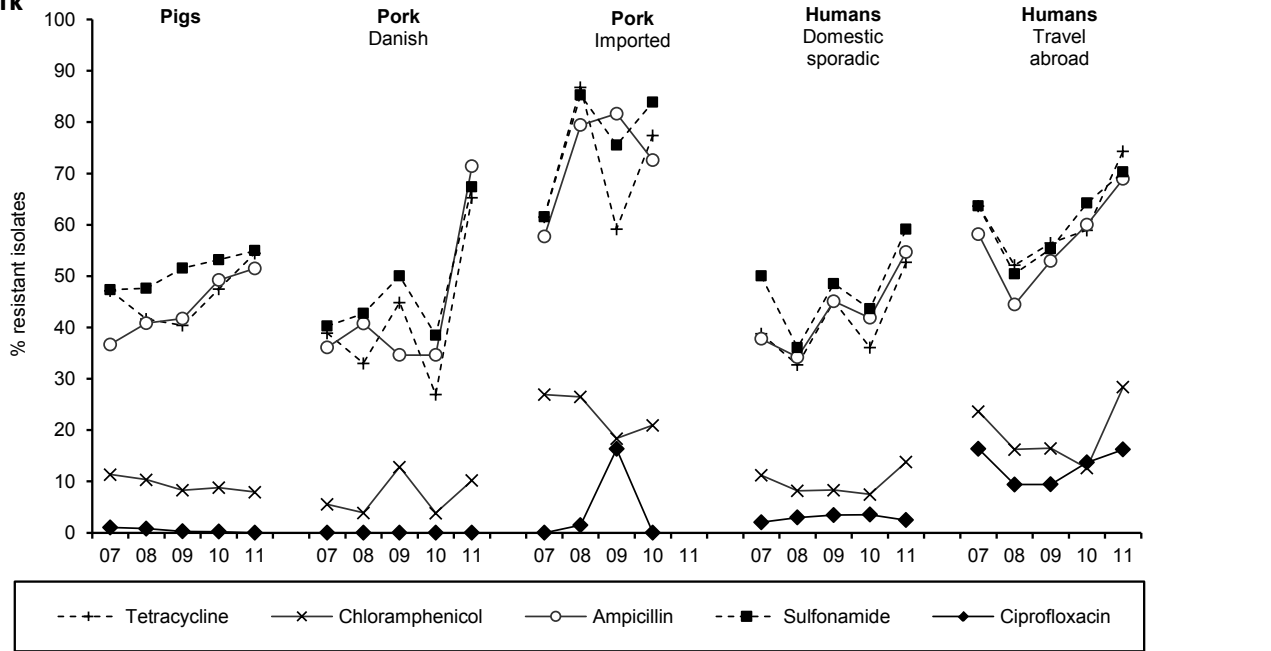 Pigs
Pork
Danish
Pork
Imported
Humans
Domestic
sporadic
Humans
Travel
abroad
% resistant isolates
100
90
80
70
60
50
40
30
20
10
0
07 08 09 10 11 07 08 09 10 11 07 08 09 10 11 07 08 09 10 11 07 08 09 10 11
Tetracycline Chloramphenicol Ampicillin Sulfonamide Ciprofloxacin